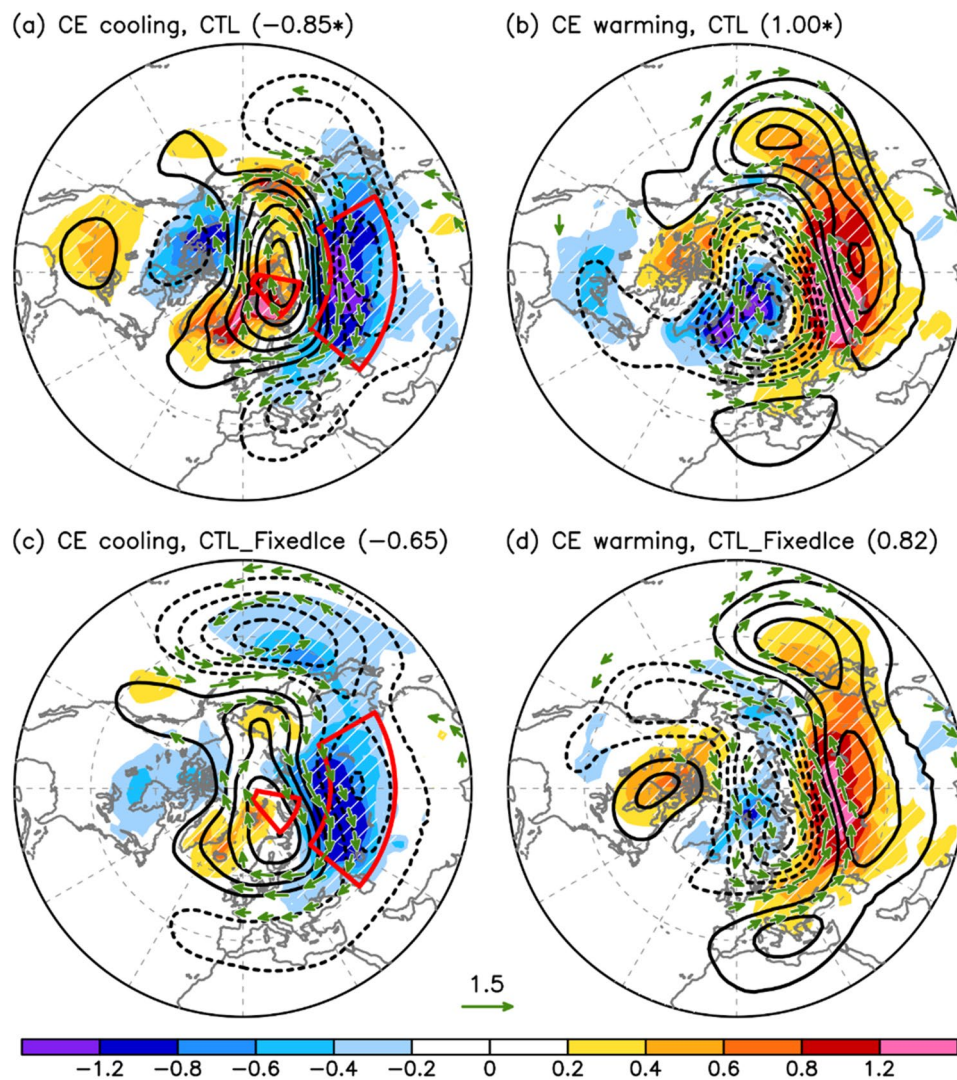 (a) CE cooling, CTL (−0.85*)
(b) CE warming, CTL (1.00*)
(c) CE cooling, CTL_FixedIce (−0.65)
(d) CE warming, CTL_FixedIce (0.82)
1.5
−1.2 −0.8 −0.6 −0.4 −0.2 0 0.2 0.4 0.6 0.8 1.2